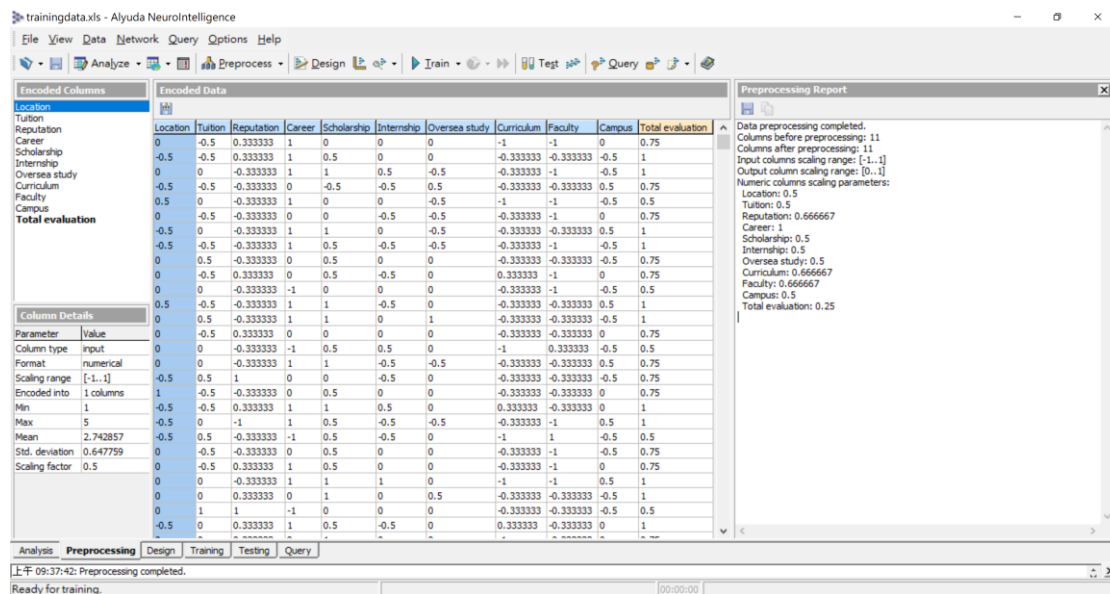 trainingdata.xls - Alyuda NeuroIntelligence
File View Data Network Query Options Help
Analyze Preprocess Design Train Test Query
Encoded Columns
Location
Tuition
Reputation
Career
Scholarship
Internship
Oversea study
Curriculum
Faculty
Campus
Total evaluation
Column Details
Parameter Value
Column type input
Format numerical
Scaling range [-1..1]
Encoded into 1 columns
Min 1
Max 5
Mean 2.742857
Std. deviation 0.647759
Scaling factor 0.5
Encoded Data
Location Tuition Reputation Career Scholarship Internship Oversea study Curriculum Faculty Campus Total evaluation
0 -0.5 0.333333 1 0 0 0 -1 -1 0 0.75
-0.5 -0.5 0.333333 1 0.5 0 0 -0.333333 -0.333333 -0.5 1
0 0 -0.333333 1 1 0.5 -0.5 -0.333333 -1 -0.5 1
-0.5 -0.5 -0.333333 0 -0.5 -0.5 0.5 -0.333333 -0.333333 0.5 0.75
0.5 0 -0.333333 1 0 0 -0.5 -1 -1 -0.5 0.5
0 -0.5 -0.333333 0 0 -0.5 -0.5 -0.333333 -1 0 0.75
-0.5 0 -0.333333 1 1 0 -0.5 -0.333333 -0.333333 0.5 1
-0.5 -0.5 -0.333333 1 0.5 -0.5 -0.5 -0.333333 -1 -0.5 1
0 0.5 -0.333333 0 0.5 0 0 -0.333333 -0.333333 -0.5 0.75
0 -0.5 0.333333 0 0.5 -0.5 0 0.333333 -1 0 0.75
0 0 -0.333333 -1 0 0 0 -0.333333 -1 -0.5 0.5
0.5 -0.5 -0.333333 1 1 -0.5 0 -0.333333 -0.333333 0.5 1
0 0.5 -0.333333 1 1 0 1 -0.333333 -0.333333 -0.5 1
0 -0.5 0.333333 0 0 0 0 -0.333333 -0.333333 0 0.75
0 0 -0.333333 -1 0.5 0.5 0 -1 0.333333 -0.5 0.5
0 0 -0.333333 1 1 -0.5 -0.5 -0.333333 -0.333333 0.5 0.75
-0.5 0.5 1 0 0 -0.5 0 -0.333333 -0.333333 -0.5 0.75
1 -0.5 -0.333333 0 0.5 0 0 -0.333333 -0.333333 0 0.75
-0.5 -0.5 0.333333 1 1 0.5 0 0.333333 -0.333333 0 1
-0.5 0 -1 1 0.5 -0.5 -0.5 -0.333333 -1 0.5 1
-0.5 0.5 -0.333333 -1 0.5 -0.5 0 -1 1 -0.5 0.5
0 -0.5 -0.333333 0 0.5 0 0 -0.333333 -1 -0.5 0.75
0 -0.5 0.333333 1 0.5 0 0 -0.333333 -1 0 0.75
0 0 -0.333333 1 1 1 0 -1 -1 0.5 1
0 0 0.333333 0 1 0 0.5 -0.333333 -0.333333 -0.5 1
0 1 1 -1 0 0 0 -0.333333 -0.333333 -0.5 0.5
-0.5 0 0.333333 1 0.5 -0.5 0 0.333333 -0.333333 0 1
Preprocessing Report
Data preprocessing completed.
Columns before preprocessing: 11
Columns after preprocessing: 11
Input columns scaling range: [-1..1]
Output column scaling range: [0..1]
Numeric columns scaling parameters:
Location: 0.5
Tuition: 0.5
Reputation: 0.666667
Career: 1
Scholarship: 0.5
Internship: 0.5
Oversea study: 0.5
Curriculum: 0.666667
Faculty: 0.666667
Campus: 0.5
Total evaluation: 0.25
Analysis Preprocessing Design Training Testing Query
上午 09:37:42: Preprocessing completed.
Ready for training. 00:00:00